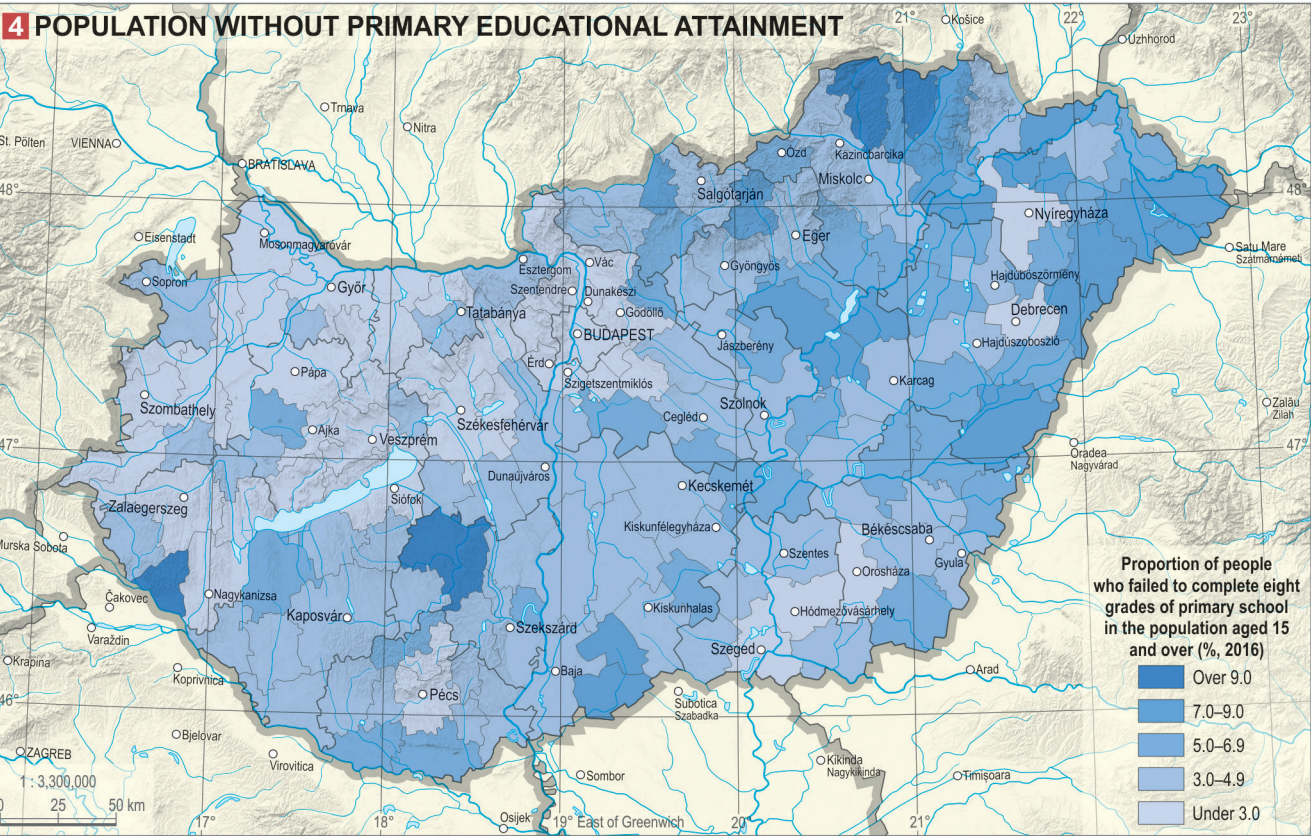 4 POPULATION WITHOUT PRIMARY EDUCATIONAL ATTAINMENT
21°
22°
23°
Košice
Uzhhorod
Trnava
Nitra
St. Pölten
VIENNA
BRATISLAVA
Ózd
Kazincbarcika
Miskolc
48°
48°
Salgótarján
Nyíregyháza
Eisenstadt
Mosonmagyaróvár
Eger
Satu Mare
Szatmárnémeti
Sopron
Győr
Esztergom
Vác
Gyöngyös
Hajdúböszörmény
Szentendre
Dunakeszi
Tatabánya
Gödöllő
Debrecen
BUDAPEST
Jászberény
Hajdúszoboszló
Érd
Pápa
Szigetszentmiklós
Karcag
Szombathely
Székesfehérvár
Cegléd
Szolnok
Zalău
Zilah
Ajka
Veszprém
47°
47°
Oradea
Nagyvárad
Dunaújváros
Zalaegerszeg
Siófok
Kecskemét
Kiskunfélegyháza
Békéscsaba
Murska Sobota
Szentes
Gyula
Orosháza
Čakovec
Nagykanizsa
Kaposvár
Kiskunhalas
Hódmezővásárhely
Varaždin
Szekszárd
Szeged
Krapina
Koprivnica
Baja
Arad
46°
Pécs
Subotica
Szabadka
Bjelovar
ZAGREB
Virovitica
Kikinda
Nagykikinda
Sombor
Timișoara
Osijek
1 : 3,300,000
0 25 50 km
17°
18°
19° East of Greenwich
20°
21°
Proportion of people
who failed to complete eight
grades of primary school
in the population aged 15
and over (%, 2016)
Over 9.0
7.0–9.0
5.0–6.9
3.0–4.9
Under 3.0